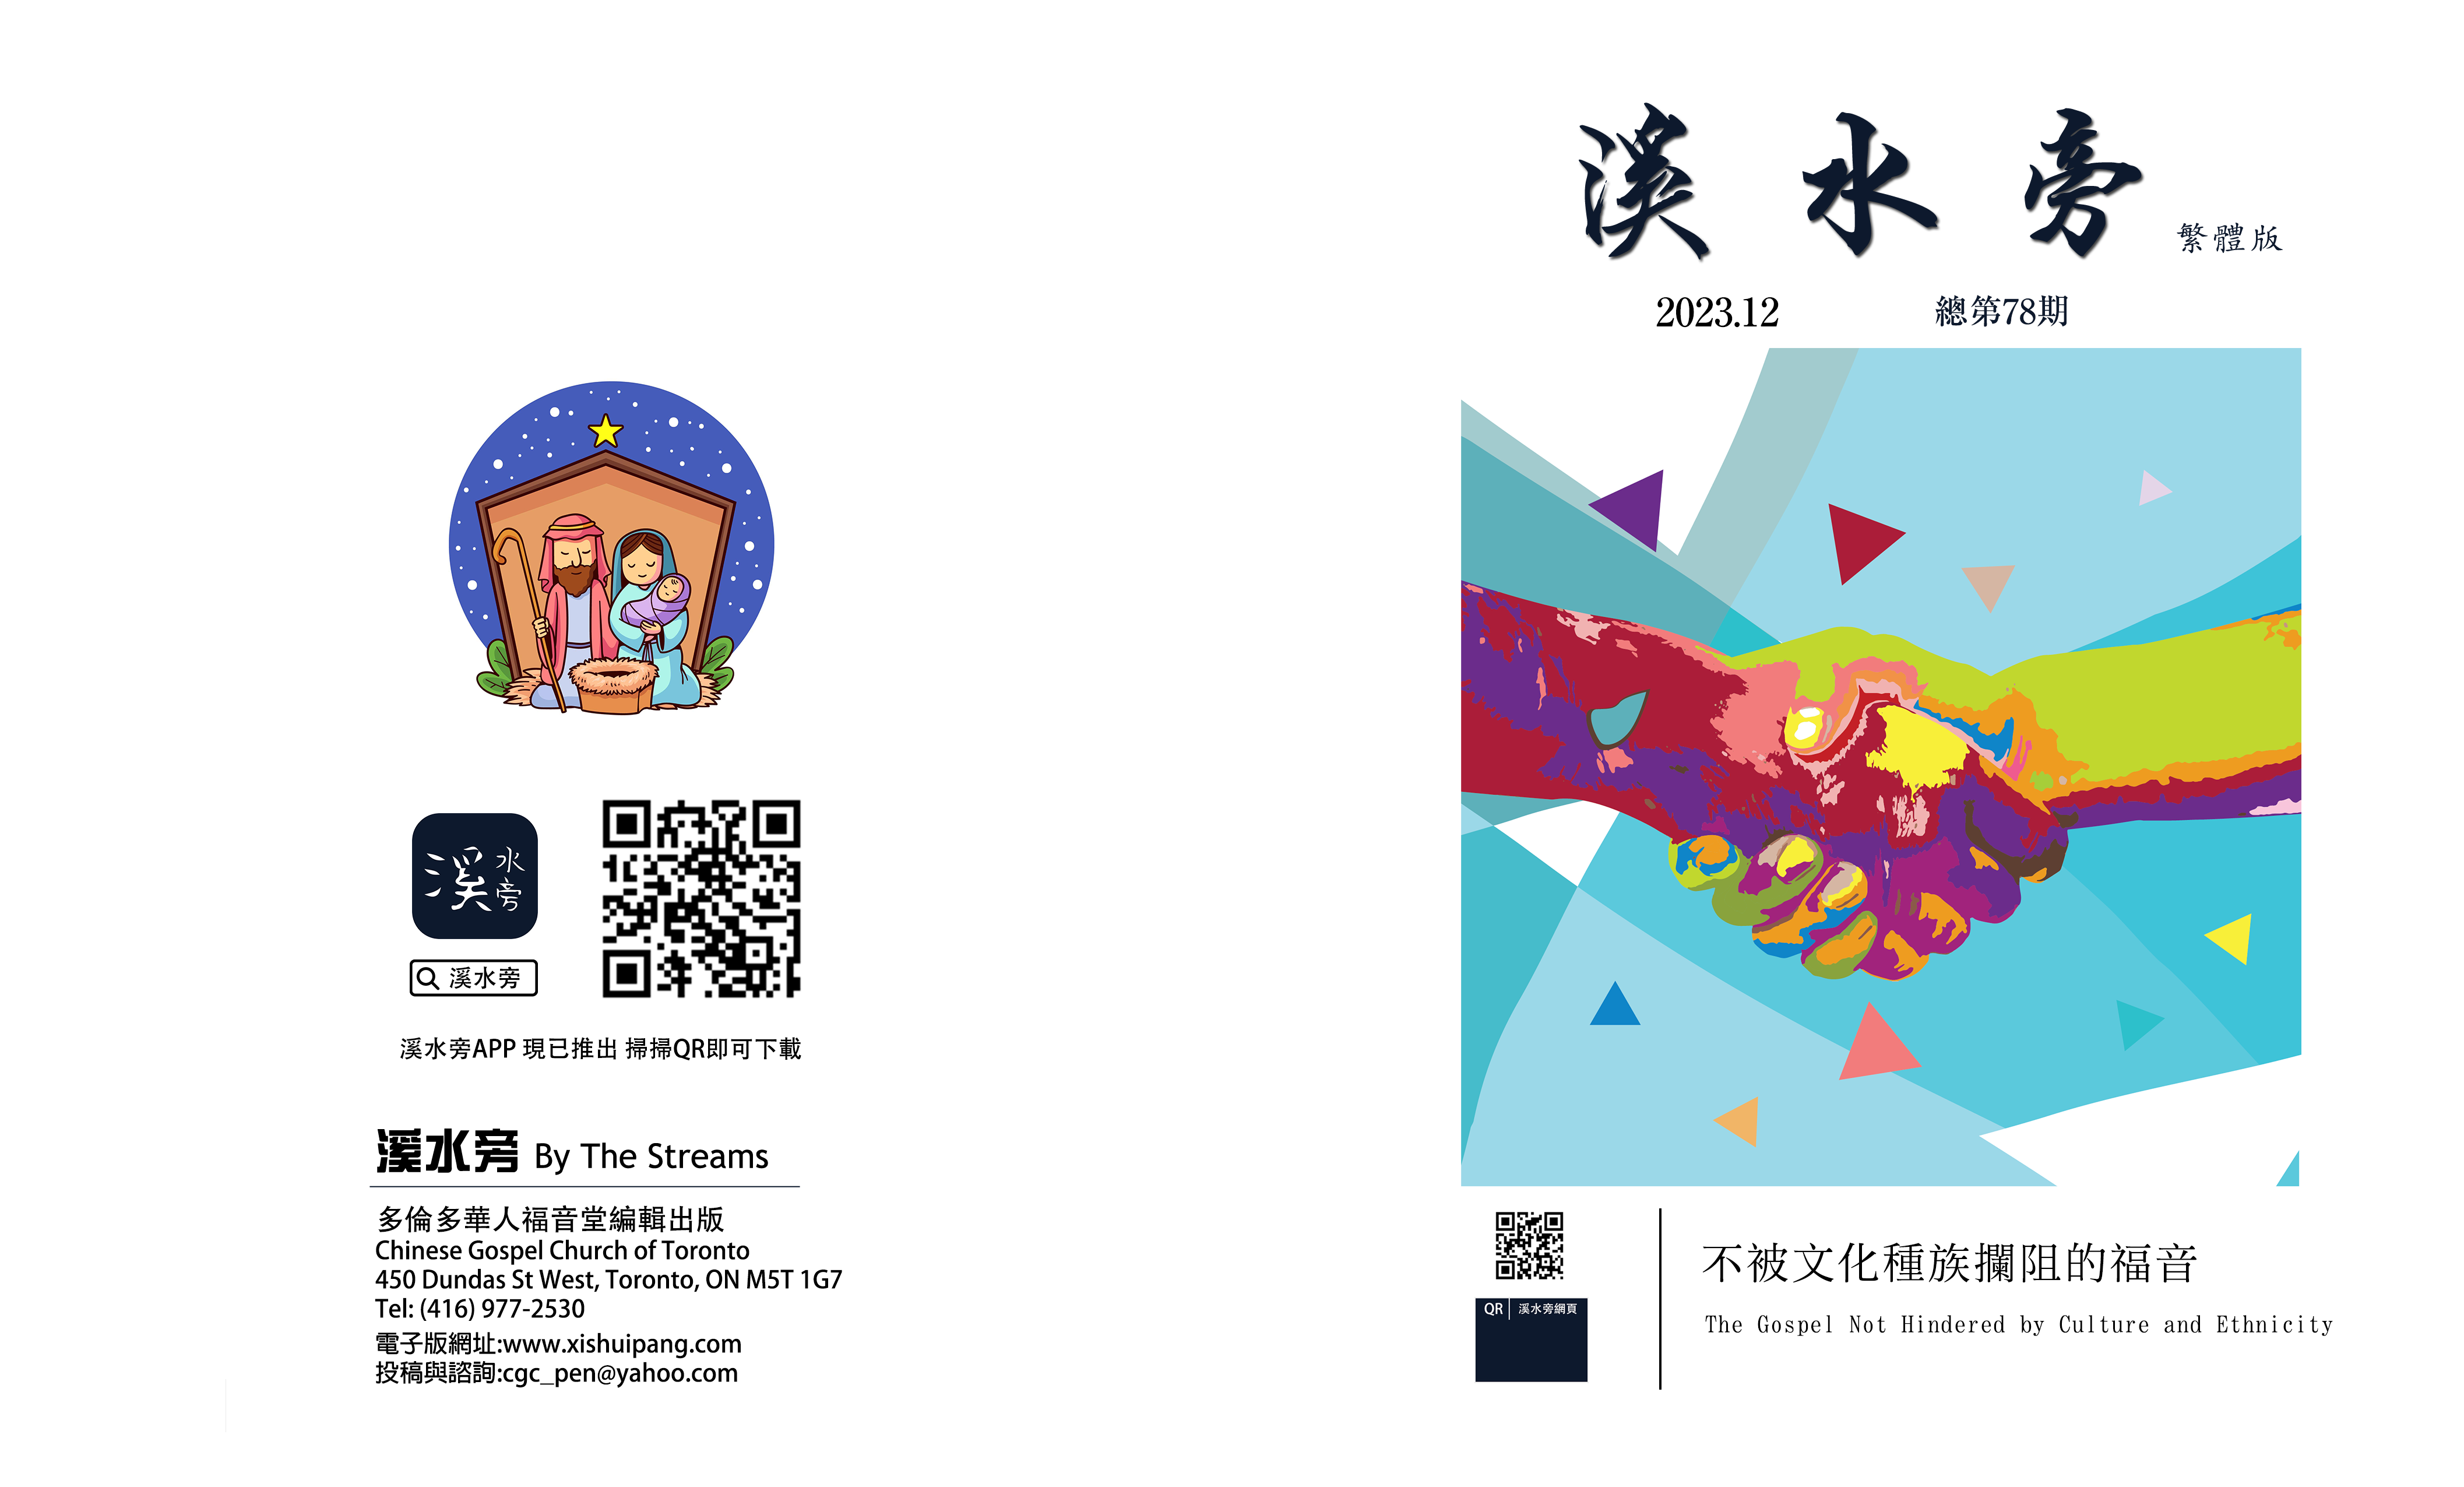 溪水旁
繁體版
2023.12
總第78期
QR
溪水旁網頁
不被文化種族攔阻的福音
The Gospel Not Hindered by Culture and Ethnicity
溪水旁
溪水旁
溪水旁APP 現已推出 掃掃QR即可下載
溪水旁 By The Streams
多倫多華人福音堂編輯出版
Chinese Gospel Church of Toronto
450 Dundas St West, Toronto, ON M5T 1G7
Tel: (416) 977-2530
電子版網址:www.xishuipang.com
投稿與諮詢:cgc_pen@yahoo.com